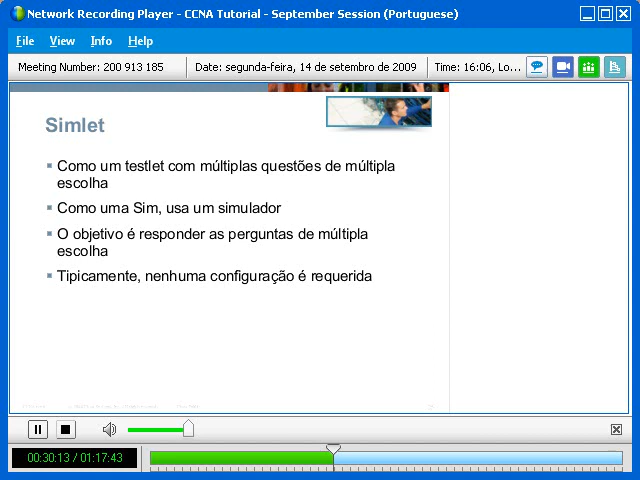 Network Recording Player - CCNA Tutorial - September Session (Portuguese)
File View Info Help
Meeting Number: 200 913 185 Date: segunda-feira, 14 de setembro de 2009 Time: 16:06, Lo...
Simlet
Como um testlet com múltiplas questões de múltipla
escolha
Como uma Sim, usa um simulador
O objetivo é responder as perguntas de múltipla
escolha
Tipicamente, nenhuma configuração é requerida
00:30:13 / 01:17:43